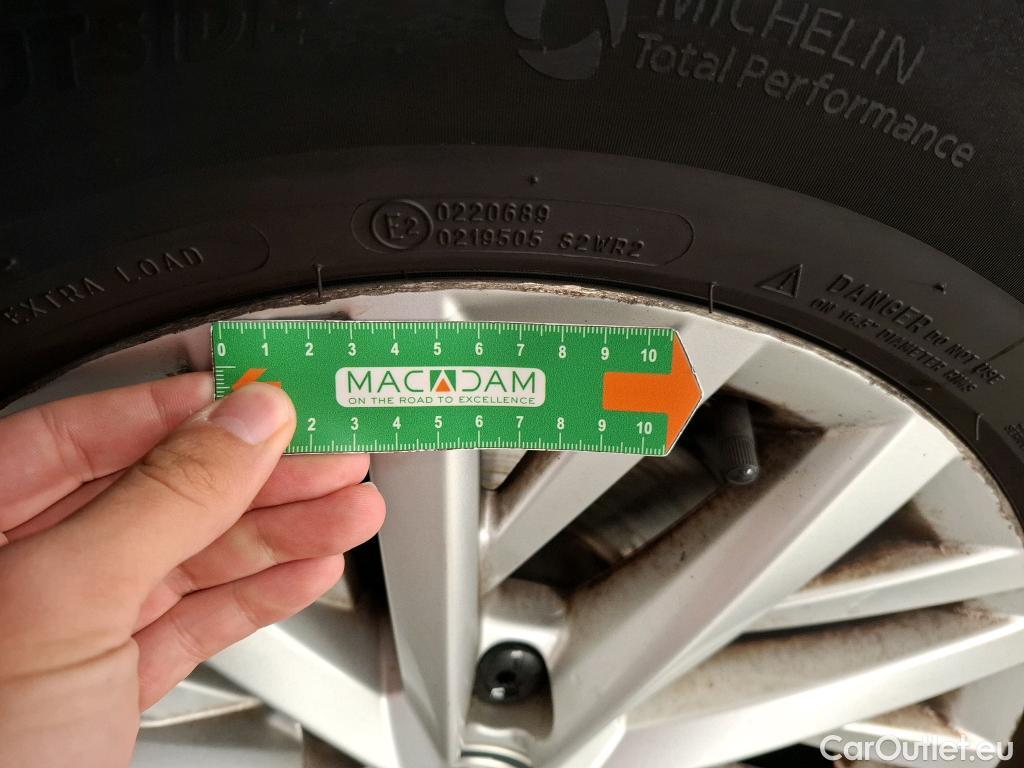 OUTSIDE
MICHELIN
Total Performance
E2
0220689
0219505 S2WR2
EXTRA LOAD
DANGER DO NOT USE
ON 16.5" DIAMETER RIMS
0 1 2 3 4 5 6 7 8 9 10
MACADAM
ON THE ROAD TO EXCELLENCE
2 3 4 5 6 7 8 9 10
CarOutlet.eu